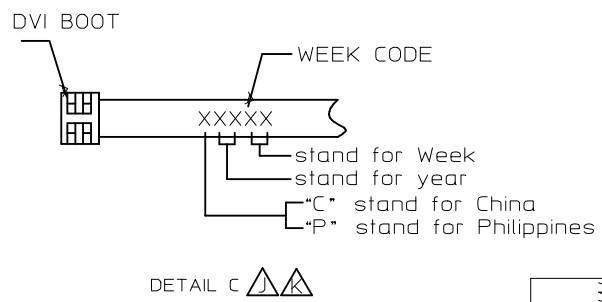 DVI BOOT
WEEK CODE
XXXXX
stand for Week
stand for year
"C" stand for China
"P" stand for Philippines
DETAIL C J K